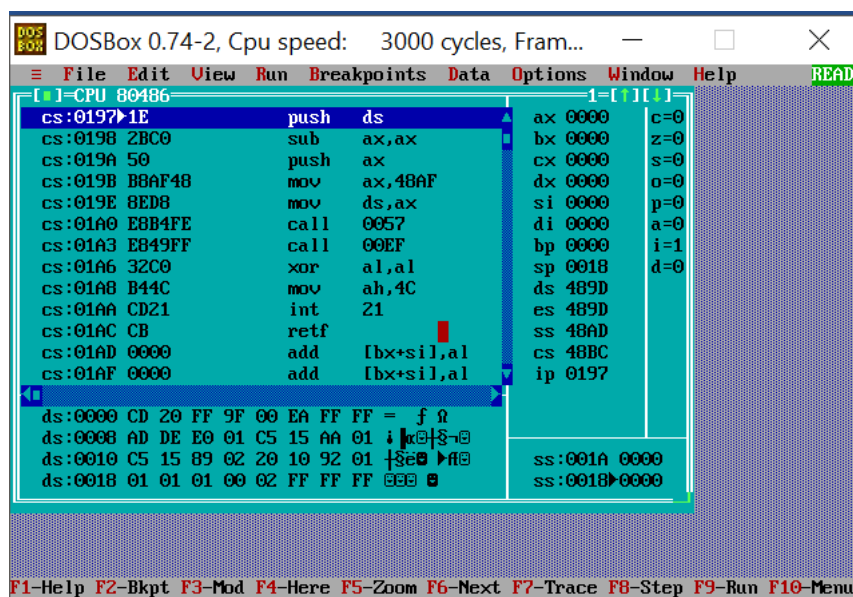 DOS BOX DOSBox 0.74-2, Cpu speed: 3000 cycles, Fram...
≡ File Edit View Run Breakpoints Data Options Window Help READ
[■]=CPU 80486 1=[↑][↓]
cs:0197▶1E push ds ax 0000 c=0
cs:0198 2BC0 sub ax,ax bx 0000 z=0
cs:019A 50 push ax cx 0000 s=0
cs:019B B8AF48 mov ax,48AF dx 0000 o=0
cs:019E 8ED8 mov ds,ax si 0000 p=0
cs:01A0 E8B4FE call 0057 di 0000 a=0
cs:01A3 E849FF call 00EF bp 0000 i=1
cs:01A6 32C0 xor al,al sp 0018 d=0
cs:01A8 B44C mov ah,4C ds 489D
cs:01AA CD21 int 21 es 489D
cs:01AC CB retf ss 48AD
cs:01AD 0000 add [bx+si],al cs 48BC
cs:01AF 0000 add [bx+si],al ip 0197
ds:0000 CD 20 FF 9F 00 EA FF FF = ƒ Ω
ds:0008 AD DE E0 01 C5 15 AA 01 ¡▐α☺┼§¬☺
ds:0010 C5 15 89 02 20 10 92 01 ┼§ë☻ ►Æ☺ ss:001A 0000
ds:0018 01 01 01 00 02 FF FF FF ☺☺☺ ☻ ss:0018▶0000
F1-Help F2-Bkpt F3-Mod F4-Here F5-Zoom F6-Next F7-Trace F8-Step F9-Run F10-Menu